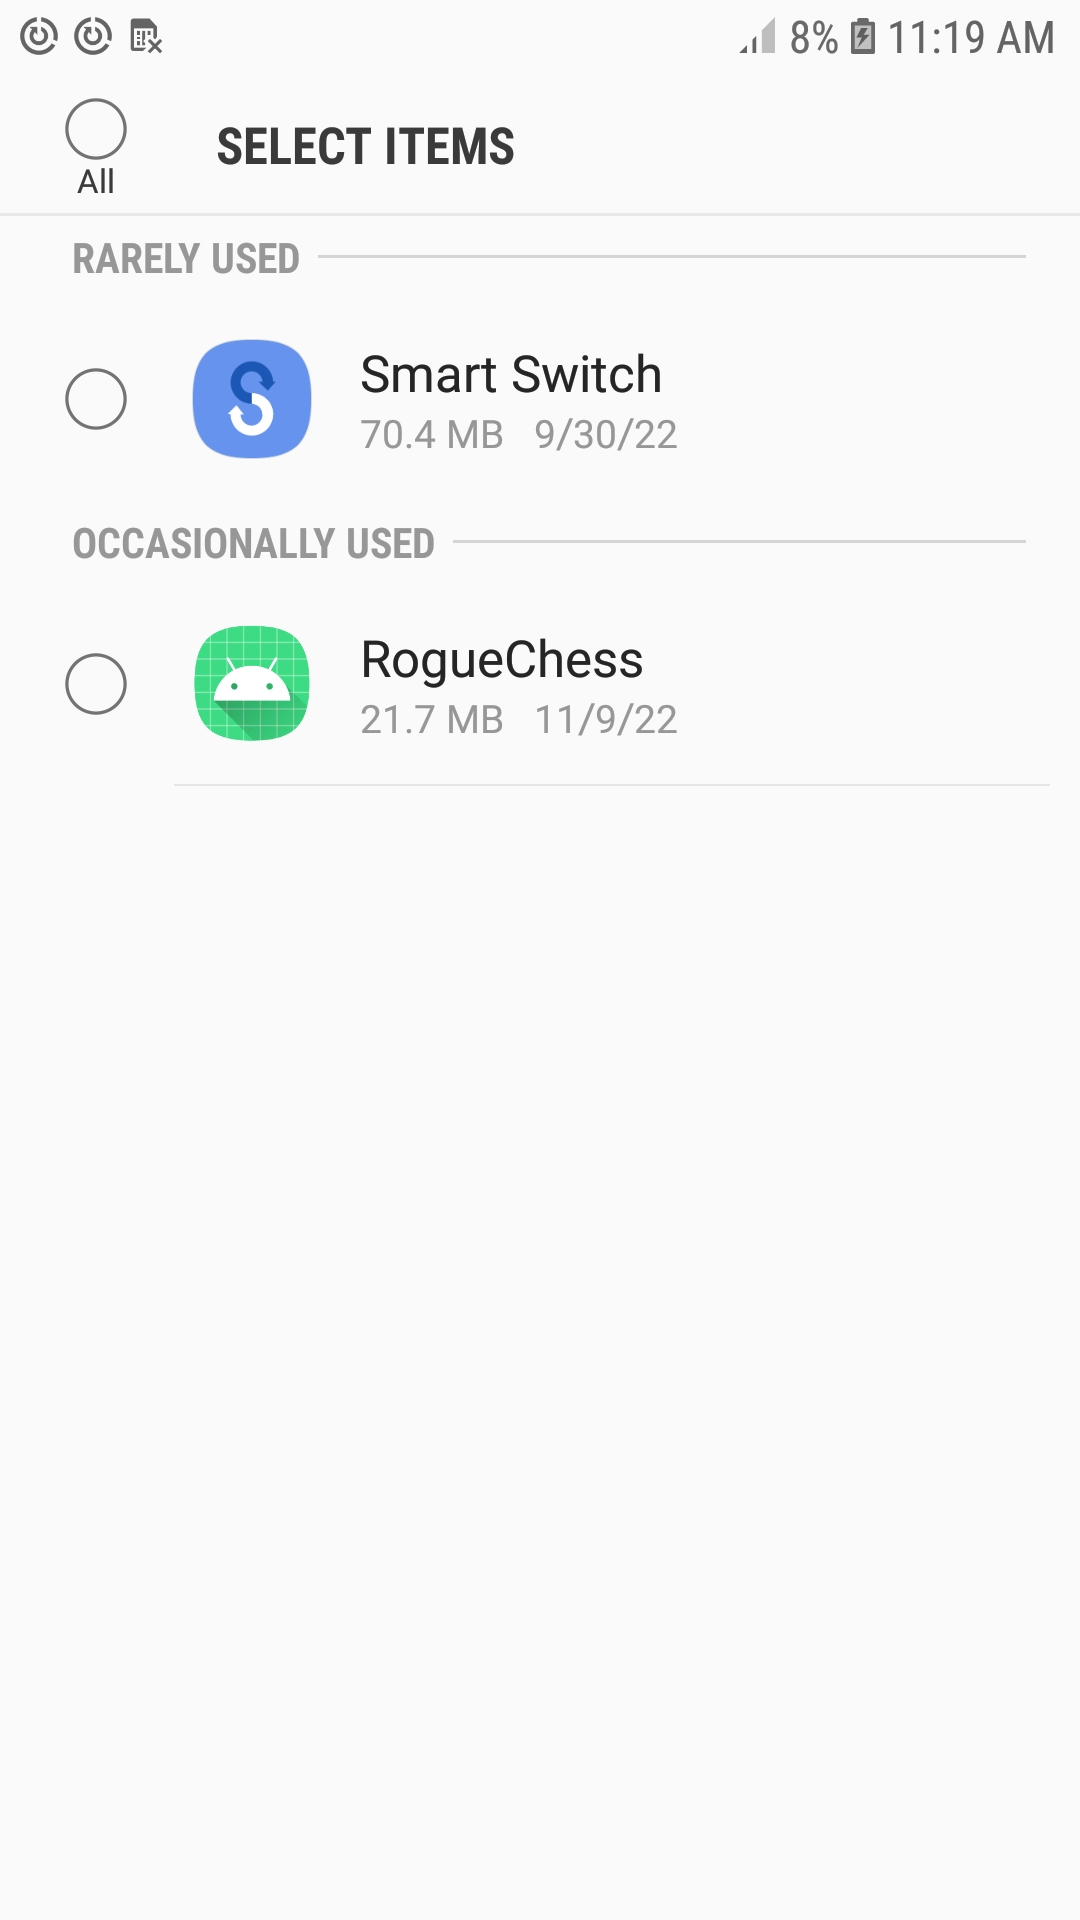 8% 11:19 AM
All
SELECT ITEMS
RARELY USED
Smart Switch
70.4 MB 9/30/22
OCCASIONALLY USED
RogueChess
21.7 MB 11/9/22